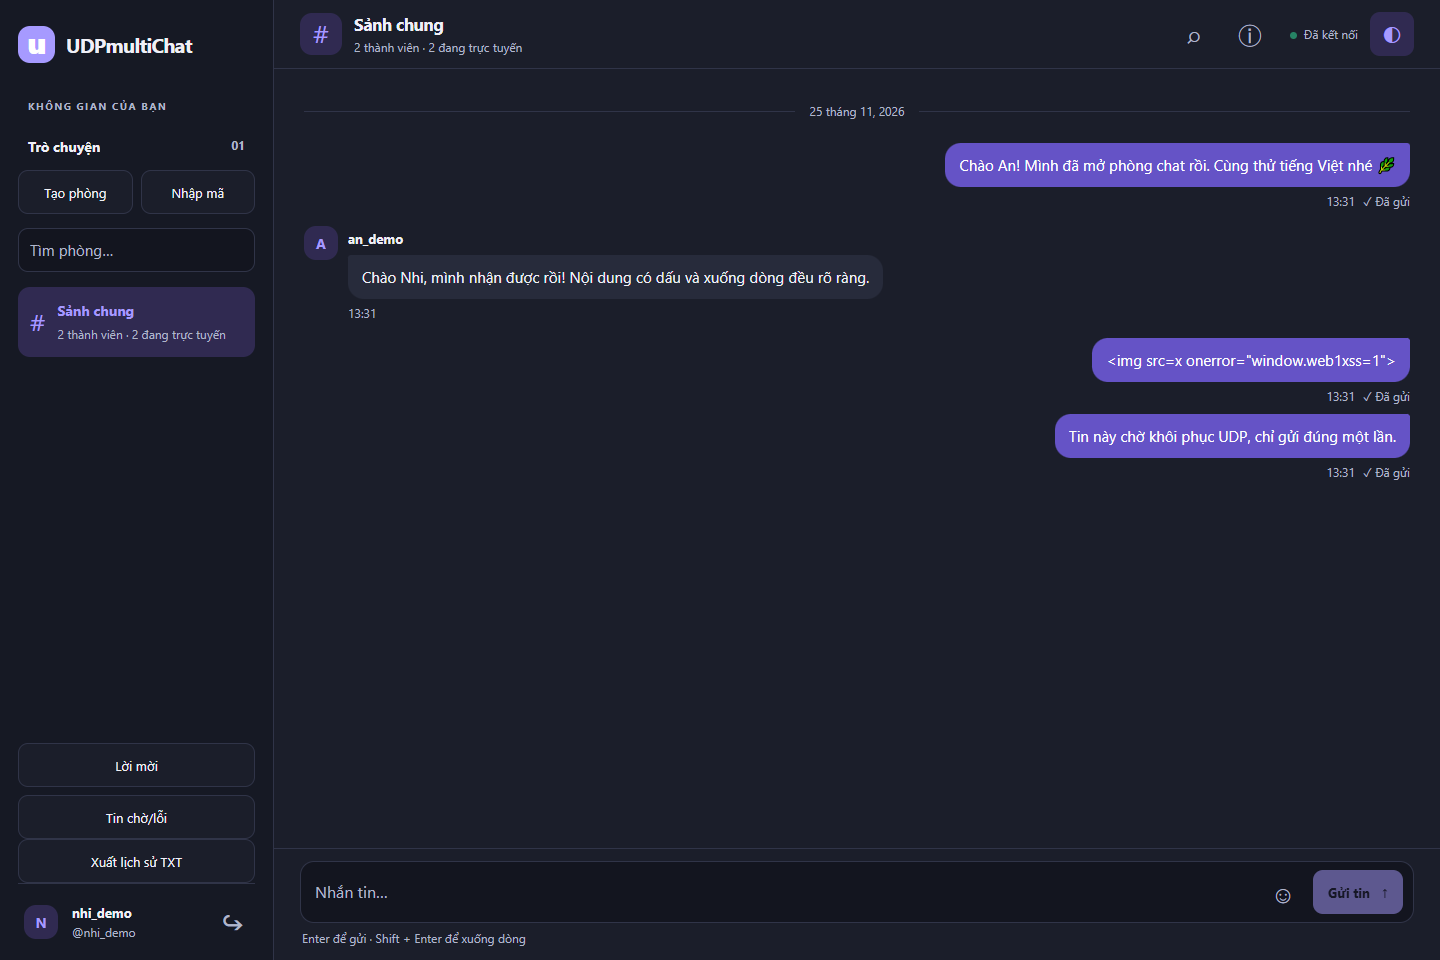 u UDPmultiChat
KHÔNG GIAN CỦA BẠN
Trò chuyện 01
Tạo phòng Nhập mã
Tìm phòng...
# Sảnh chung
2 thành viên · 2 đang trực tuyến
Lời mời
Tin chờ/lỗi
Xuất lịch sử TXT
N nhi_demo
@nhi_demo
# Sảnh chung
2 thành viên · 2 đang trực tuyến
Đã kết nối
25 tháng 11, 2026
Chào An! Mình đã mở phòng chat rồi. Cùng thử tiếng Việt nhé 🌿
13:31 ✓ Đã gửi
A an_demo
Chào Nhi, mình nhận được rồi! Nội dung có dấu và xuống dòng đều rõ ràng.
13:31
<img src=x onerror="window.web1xss=1">
13:31 ✓ Đã gửi
Tin này chờ khôi phục UDP, chỉ gửi đúng một lần.
13:31 ✓ Đã gửi
Nhắn tin...
Gửi tin ↑
Enter để gửi · Shift + Enter để xuống dòng